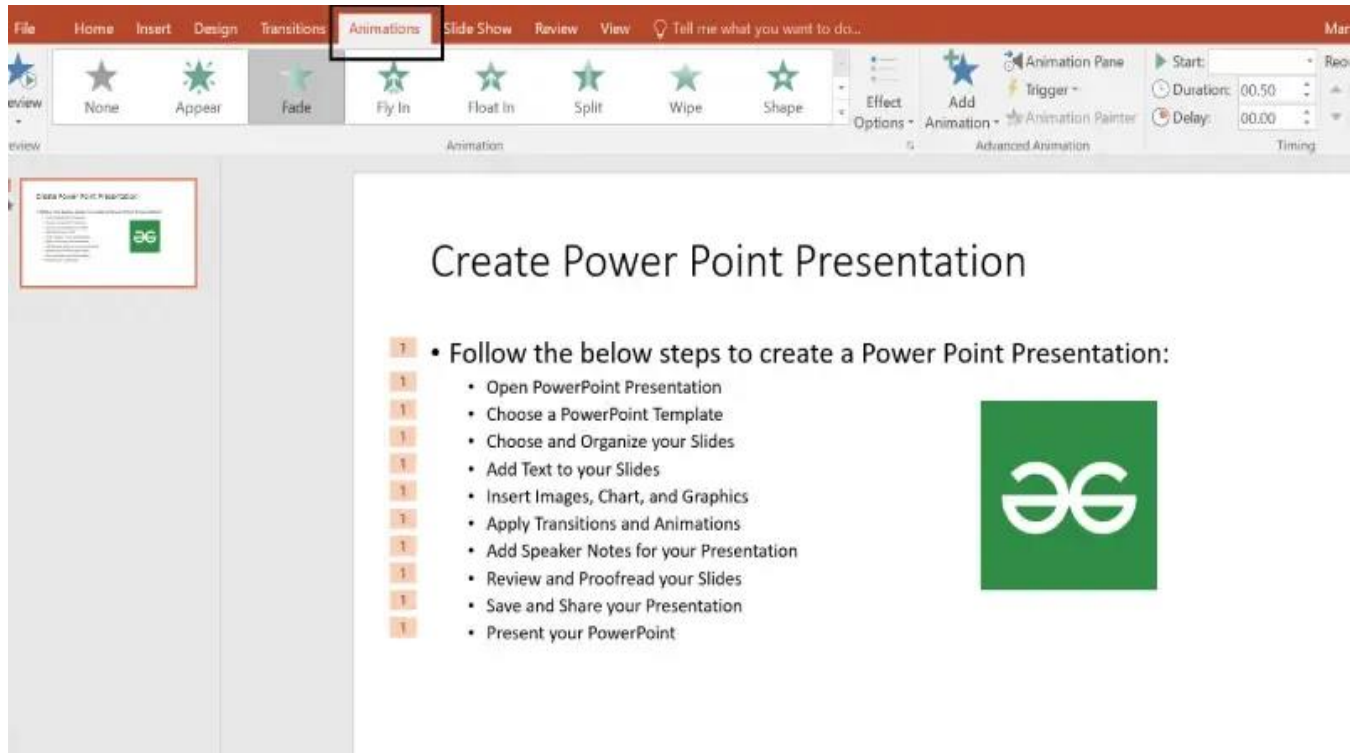 File Home Insert Design Transitions Animations Slide Show Review View Tell me what you want to do...
None Appear Fade Fly In Float In Split Wipe Shape
Effect Options
Add Animation
Animation Pane
Trigger
Animation Painter
Start:
Duration: 00.50
Delay: 00.00
Animation
Advanced Animation
Timing
Create Power Point Presentation
1 • Follow the below steps to create a Power Point Presentation:
1 • Open PowerPoint Presentation
1 • Choose a PowerPoint Template
1 • Choose and Organize your Slides
1 • Add Text to your Slides
1 • Insert Images, Chart, and Graphics
1 • Apply Transitions and Animations
1 • Add Speaker Notes for your Presentation
1 • Review and Proofread your Slides
1 • Save and Share your Presentation
1 • Present your PowerPoint